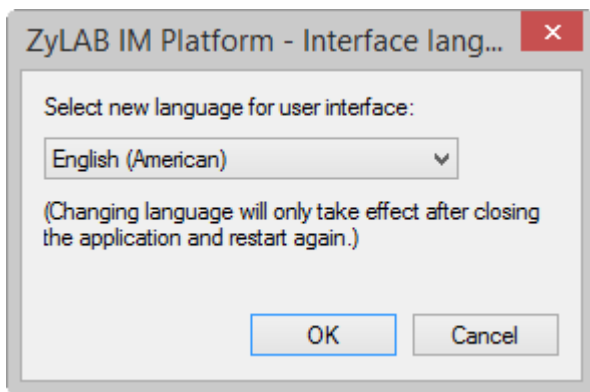 ZyLAB IM Platform - Interface lang...
Select new language for user interface:
English (American)
(Changing language will only take effect after closing
the application and restart again.)
OK Cancel